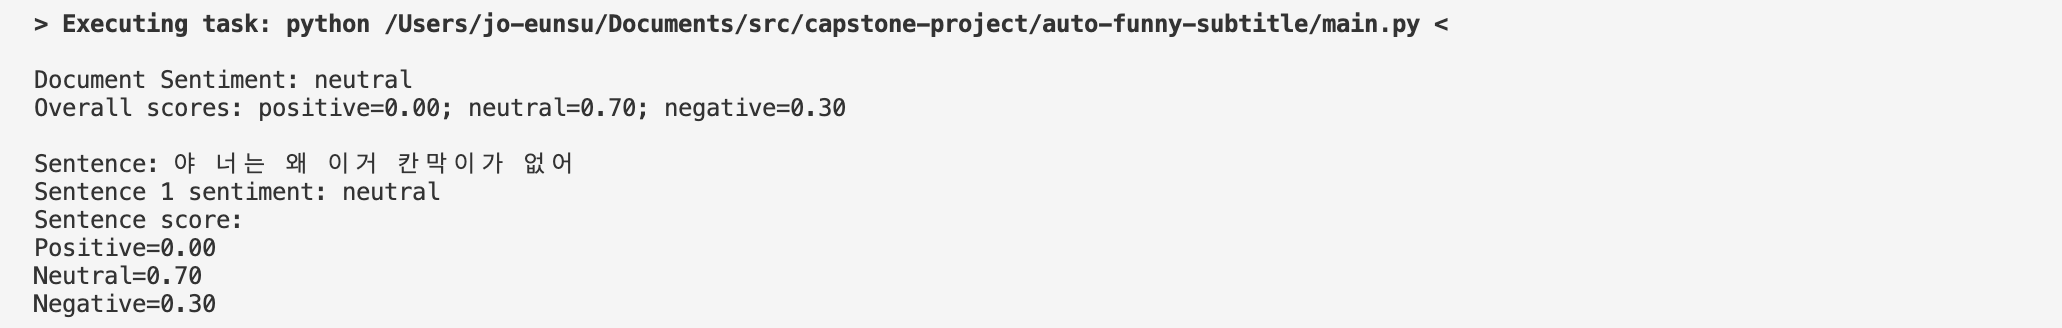 > Executing task: python /Users/jo-eunsu/Documents/src/capstone-project/auto-funny-subtitle/main.py <
Document Sentiment: neutral
Overall scores: positive=0.00; neutral=0.70; negative=0.30
Sentence: 야 너는 왜 이거 칸막이가 없어
Sentence 1 sentiment: neutral
Sentence score:
Positive=0.00
Neutral=0.70
Negative=0.30